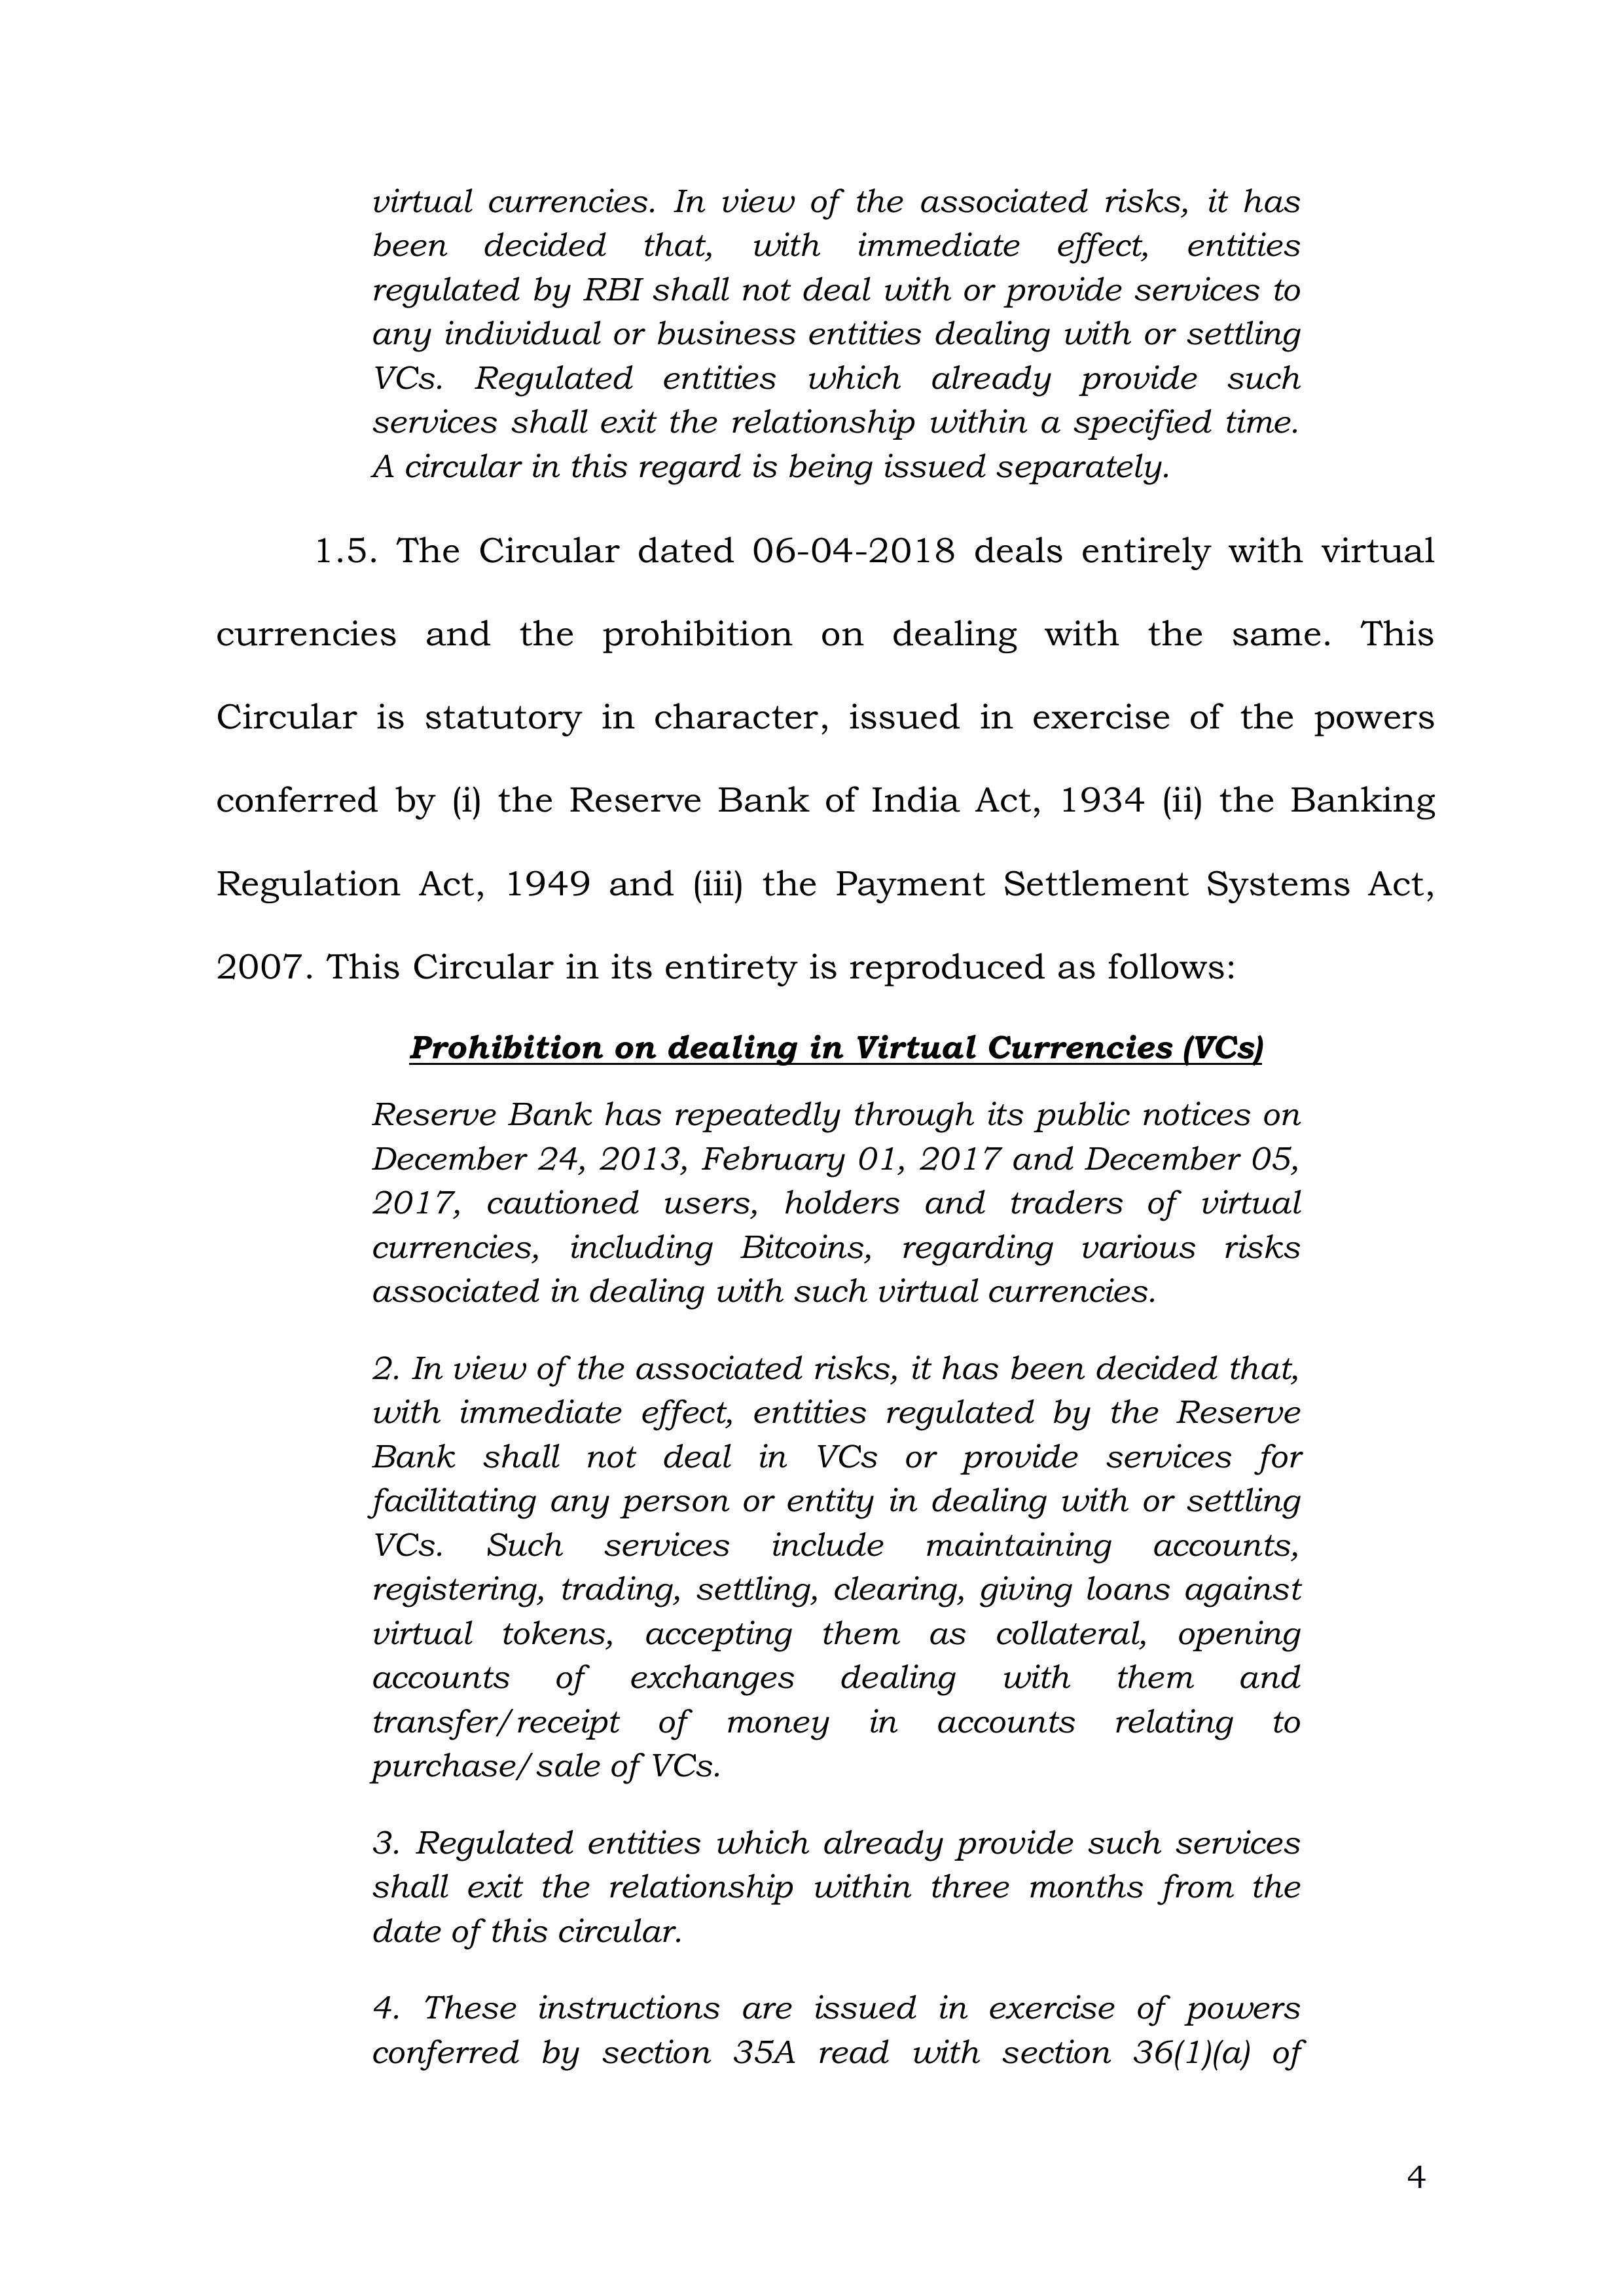 virtual currencies. In view of the associated risks, it has
been decided that, with immediate effect, entities
regulated by RBI shall not deal with or provide services to
any individual or business entities dealing with or settling
VCs. Regulated entities which already provide such
services shall exit the relationship within a specified time.
A circular in this regard is being issued separately.
1.5. The Circular dated 06-04-2018 deals entirely with virtual
currencies and the prohibition on dealing with the same. This
Circular is statutory in character, issued in exercise of the powers
conferred by (i) the Reserve Bank of India Act, 1934 (ii) the Banking
Regulation Act, 1949 and (iii) the Payment Settlement Systems Act,
2007. This Circular in its entirety is reproduced as follows:
Prohibition on dealing in Virtual Currencies (VCs)
Reserve Bank has repeatedly through its public notices on
December 24, 2013, February 01, 2017 and December 05,
2017, cautioned users, holders and traders of virtual
currencies, including Bitcoins, regarding various risks
associated in dealing with such virtual currencies.
2. In view of the associated risks, it has been decided that,
with immediate effect, entities regulated by the Reserve
Bank shall not deal in VCs or provide services for
facilitating any person or entity in dealing with or settling
VCs. Such services include maintaining accounts,
registering, trading, settling, clearing, giving loans against
virtual tokens, accepting them as collateral, opening
accounts of exchanges dealing with them and
transfer/receipt of money in accounts relating to
purchase/sale of VCs.
3. Regulated entities which already provide such services
shall exit the relationship within three months from the
date of this circular.
4. These instructions are issued in exercise of powers
conferred by section 35A read with section 36(1)(a) of
4